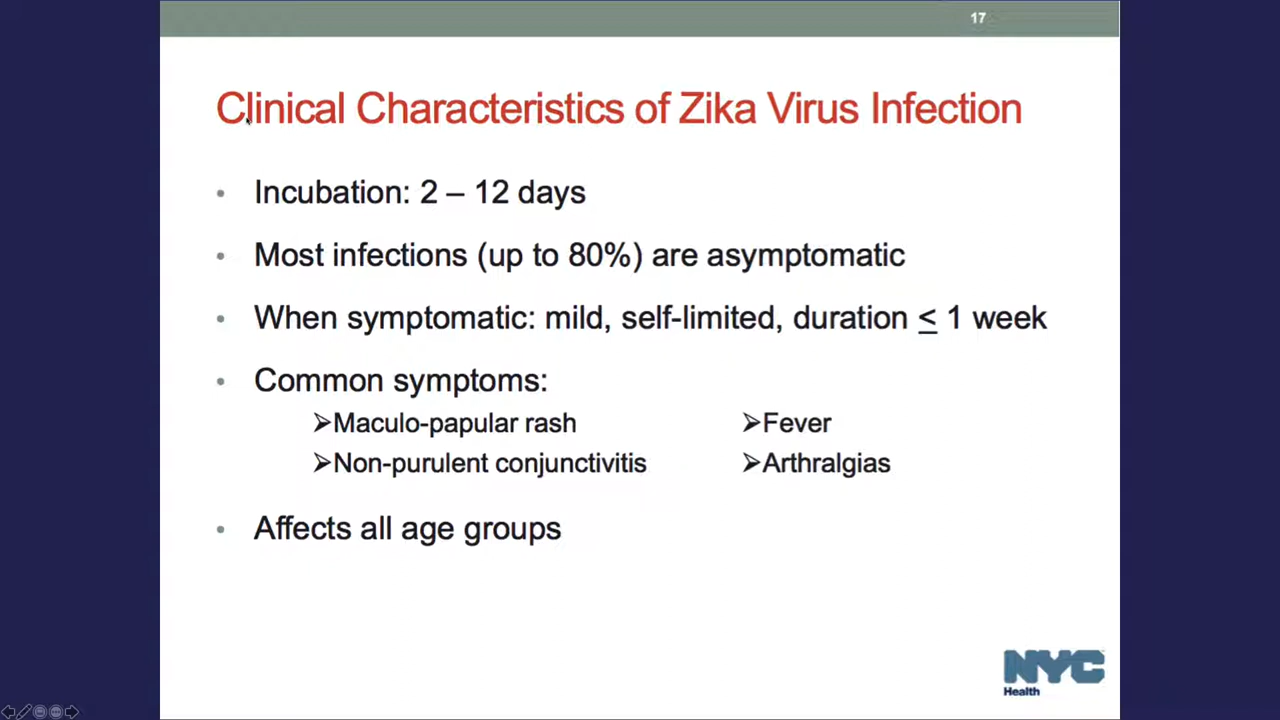 17
Clinical Characteristics of Zika Virus Infection
• Incubation: 2 – 12 days
• Most infections (up to 80%) are asymptomatic
• When symptomatic: mild, self-limited, duration ≤ 1 week
• Common symptoms:
➢Maculo-papular rash ➢Fever
➢Non-purulent conjunctivitis ➢Arthralgias
• Affects all age groups
NYC
Health